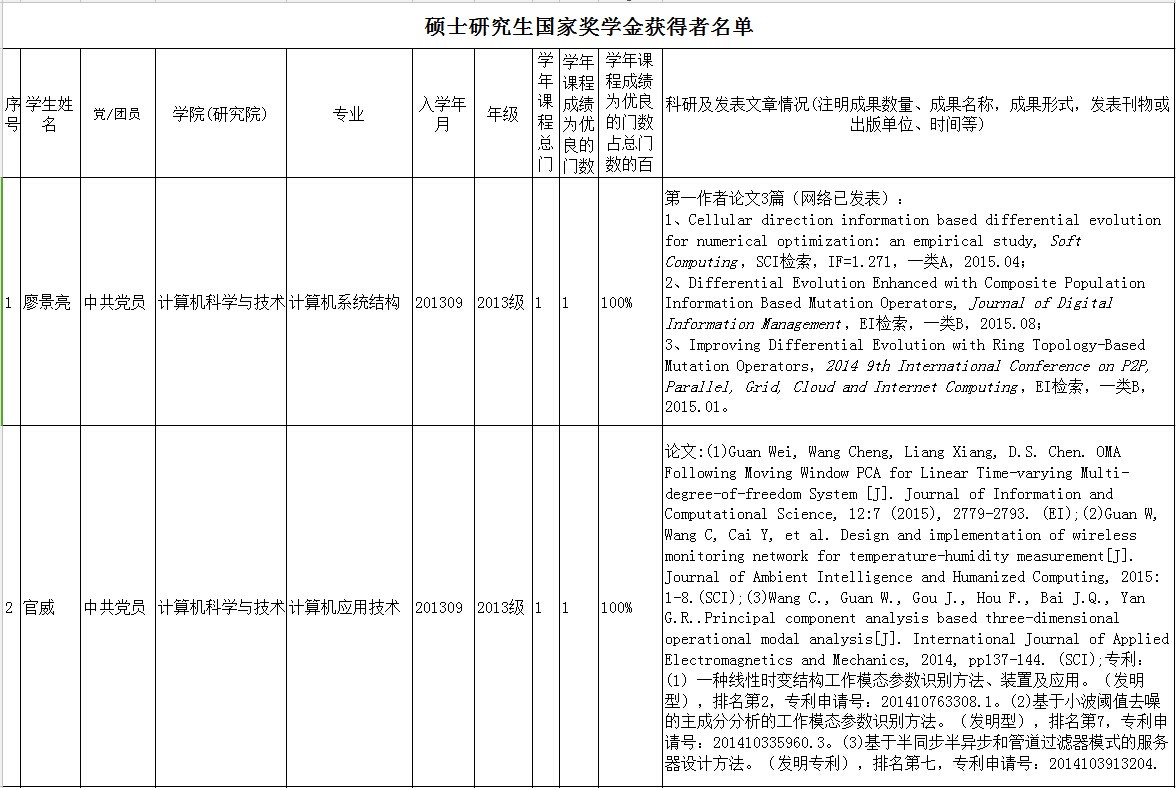 硕士研究生国家奖学金获得者名单
序号
学生姓名
党/团员
学院(研究院)
专业
入学年月
年级
学年课程总门
学年课程成绩为优良的门数
学年课程成绩为优良的门数占总门数的百
科研及发表文章情况(注明成果数量、成果名称，成果形式，发表刊物或
出版单位、时间等)
1
廖景亮
中共党员
计算机科学与技术
计算机系统结构
201309
2013级
1
1
100%
第一作者论文3篇（网络已发表）：
1、Cellular direction information based differential evolution
for numerical optimization: an empirical study, Soft
Computing，SCI检索，IF=1.271，一类A，2015.04；
2、Differential Evolution Enhanced with Composite Population
Information Based Mutation Operators, Journal of Digital
Information Management，EI检索，一类B，2015.08；
3、Improving Differential Evolution with Ring Topology-Based
Mutation Operators，2014 9th International Conference on P2P,
Parallel, Grid, Cloud and Internet Computing，EI检索，一类B，
2015.01。
2
官威
中共党员
计算机科学与技术
计算机应用技术
201309
2013级
1
1
100%
论文:(1)Guan Wei, Wang Cheng, Liang Xiang, D.S. Chen. OMA
Following Moving Window PCA for Linear Time-varying Multi-
degree-of-freedom System [J]. Journal of Information and
Computational Science, 12:7 (2015), 2779-2793. (EI);(2)Guan W,
Wang C, Cai Y, et al. Design and implementation of wireless
monitoring network for temperature-humidity measurement[J].
Journal of Ambient Intelligence and Humanized Computing, 2015:
1-8.(SCI);(3)Wang C., Guan W., Gou J., Hou F., Bai J.Q., Yan
G.R..Principal component analysis based three-dimensional
operational modal analysis[J]. International Journal of Applied
Electromagnetics and Mechanics, 2014, pp137-144. (SCI);专利：
(1) 一种线性时变结构工作模态参数识别方法、装置及应用。（发明
型），排名第2，专利申请号：201410763308.1。(2)基于小波阈值去噪
的主成分分析的工作模态参数识别方法。（发明型），排名第7，专利申
请号：201410335960.3。(3)基于半同步半异步和管道过滤器模式的服务
器设计方法。（发明专利），排名第七，专利申请号：2014103913204.